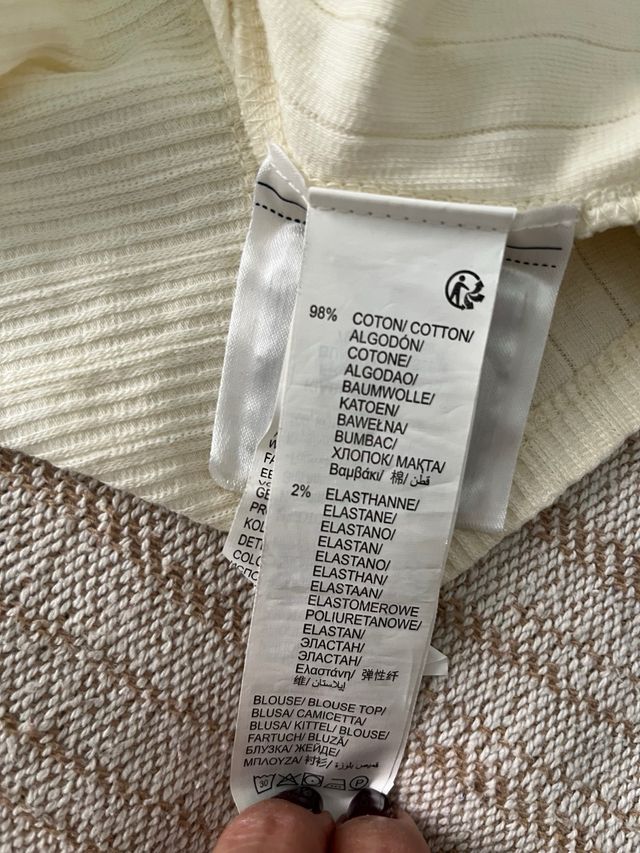 98% COTON/ COTTON/
ALGODÓN/
COTONE/
ALGODAO/
BAUMWOLLE/
KATOEN/
BAWEŁNA/
BUMBAC/
ХЛОПОК/ МАҚТА/
Βαμβάκι/ 棉/ قطن/
2% ELASTHANNE/
ELASTANE/
ELASTANO/
ELASTAN/
ELASTANO/
ELASTHAN/
ELASTAAN/
ELASTOMEROWE
POLIURETANOWE/
ELASTAN/
ЭЛАСТАН/
ЭЛАСТАН/
Ελαστάνη/ 弹性纤
维/ إيلاستان/
BLOUSE/ BLOUSE TOP/
BLUSA/ CAMICETTA/
BLUSA/ KITTEL/ BLOUSE/
FARTUCH/ BLUZĂ/
БЛУЗКА/ ЖЕЙДЕ/
ΜΠΛΟΥΖΑ/ 衬衫/ قميص بلوزة/
30 P